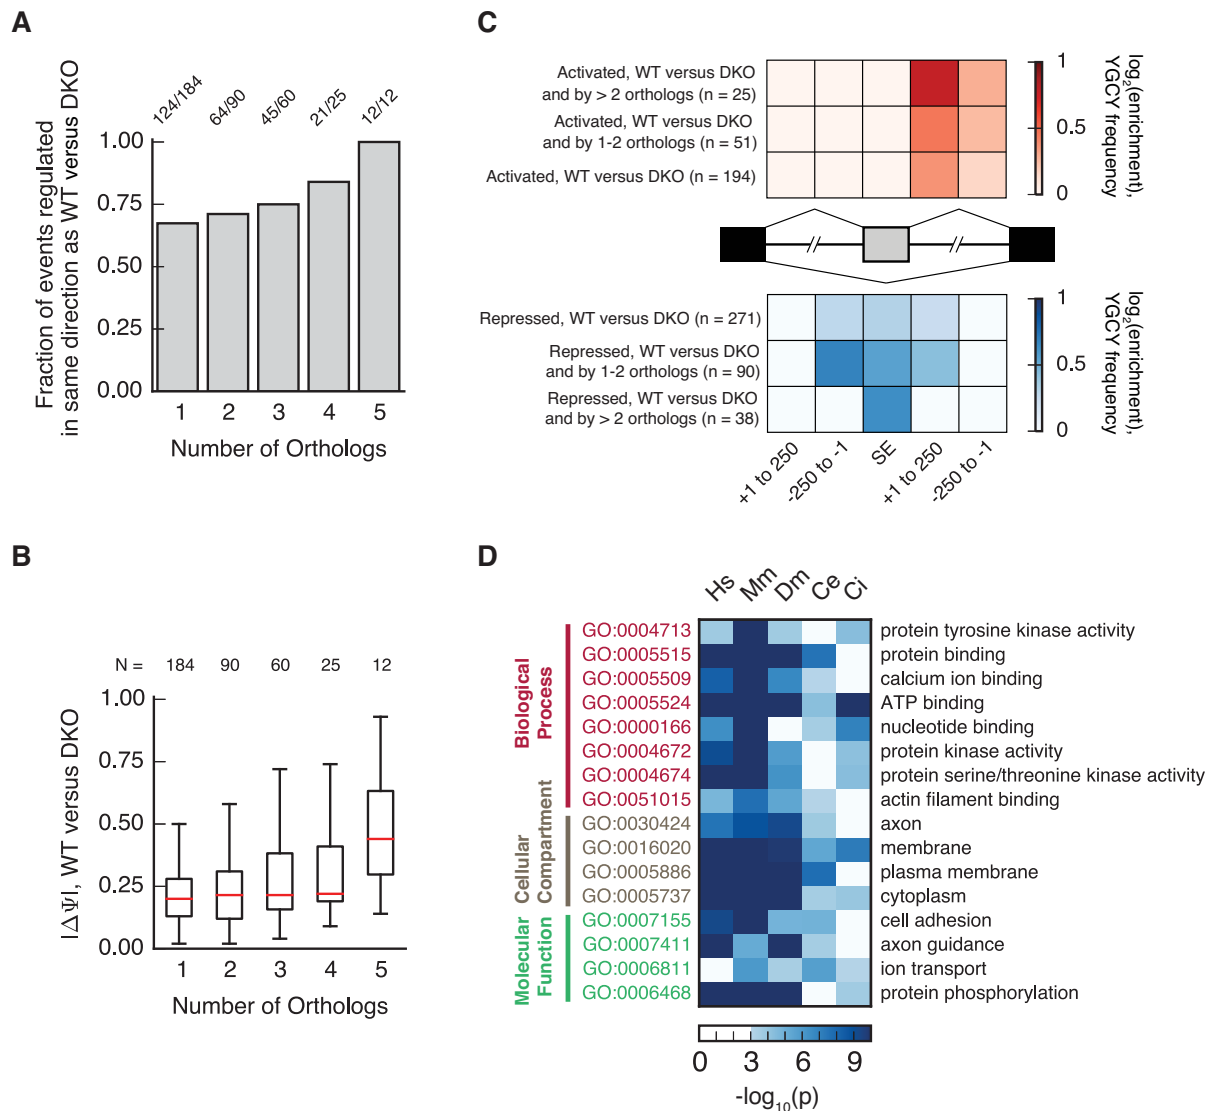 A
Fraction of events regulated
in same direction as WT versus DKO
124/184
64/90
45/60
21/25
12/12
1.00
0.75
0.50
0.25
0.00
1 2 3 4 5
Number of Orthologs
B
|ΔΨ|, WT versus DKO
N = 184 90 60 25 12
1.00
0.75
0.50
0.25
0.00
1 2 3 4 5
Number of Orthologs
C
Activated, WT versus DKO
and by > 2 orthologs (n = 25)
Activated, WT versus DKO
and by 1-2 orthologs (n = 51)
Activated, WT versus DKO (n = 194)
1
0.5
0
log2(enrichment),
YGCY frequency
Repressed, WT versus DKO (n = 271)
Repressed, WT versus DKO
and by 1-2 orthologs (n = 90)
Repressed, WT versus DKO
and by > 2 orthologs (n = 38)
1
0.5
0
log2(enrichment),
YGCY frequency
+1 to 250
-250 to -1
SE
+1 to 250
-250 to -1
D
Hs Mm Dm Ce Ci
Biological
Process
GO:0004713 protein tyrosine kinase activity
GO:0005515 protein binding
GO:0005509 calcium ion binding
GO:0005524 ATP binding
GO:0000166 nucleotide binding
GO:0004672 protein kinase activity
GO:0004674 protein serine/threonine kinase activity
GO:0051015 actin filament binding
Cellular
Compartment
GO:0030424 axon
GO:0016020 membrane
GO:0005886 plasma membrane
GO:0005737 cytoplasm
Molecular
Function
GO:0007155 cell adhesion
GO:0007411 axon guidance
GO:0006811 ion transport
GO:0006468 protein phosphorylation
0 3 6 9
-log10(p)